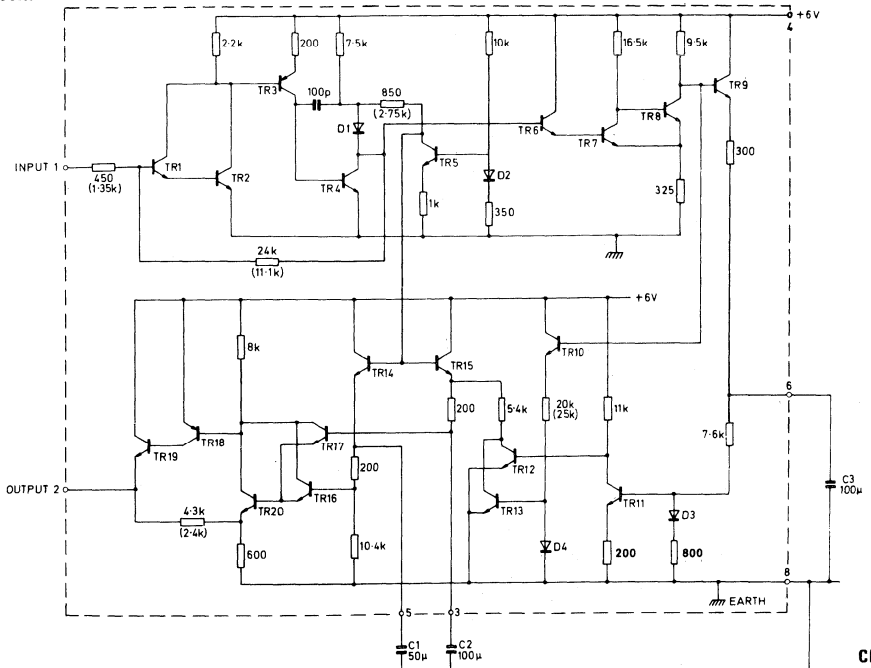 +6V
4
2·2k
200
7·5k
10k
16·5k
9·5k
TR3
TR9
100p
850
(2·75k)
TR8
D1
TR6
TR7
INPUT 1
450
(1·35k)
TR1
TR2
TR4
TR5
D2
300
1k
350
325
24k
(11·1k)
+6V
8k
TR14
TR15
TR10
6
200
5·4k
20k
(25k)
11k
7·6k
TR19
TR18
TR17
TR12
C3
100µ
OUTPUT 2
200
TR16
TR13
TR11
4·3k
(2·4k)
TR20
D3
600
10·4k
D4
200
800
8
EARTH
5
3
C1
50µ
C2
100µ